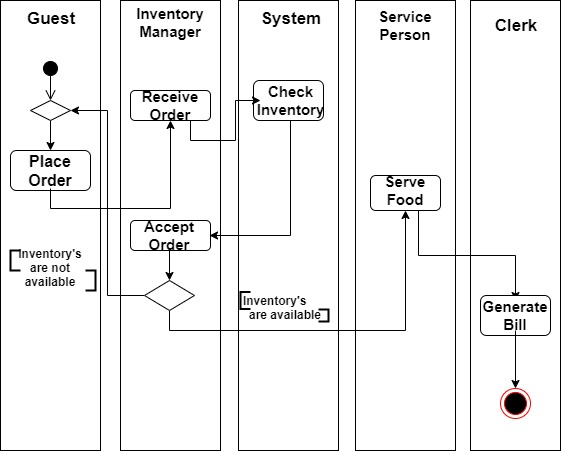 Guest
Inventory
Manager
System
Service
Person
Clerk
Receive
Order
Check
Inventory
Place
Order
Serve
Food
Accept
Order
Inventory's
are not
available
Inventory's
are available
Generate
Bill